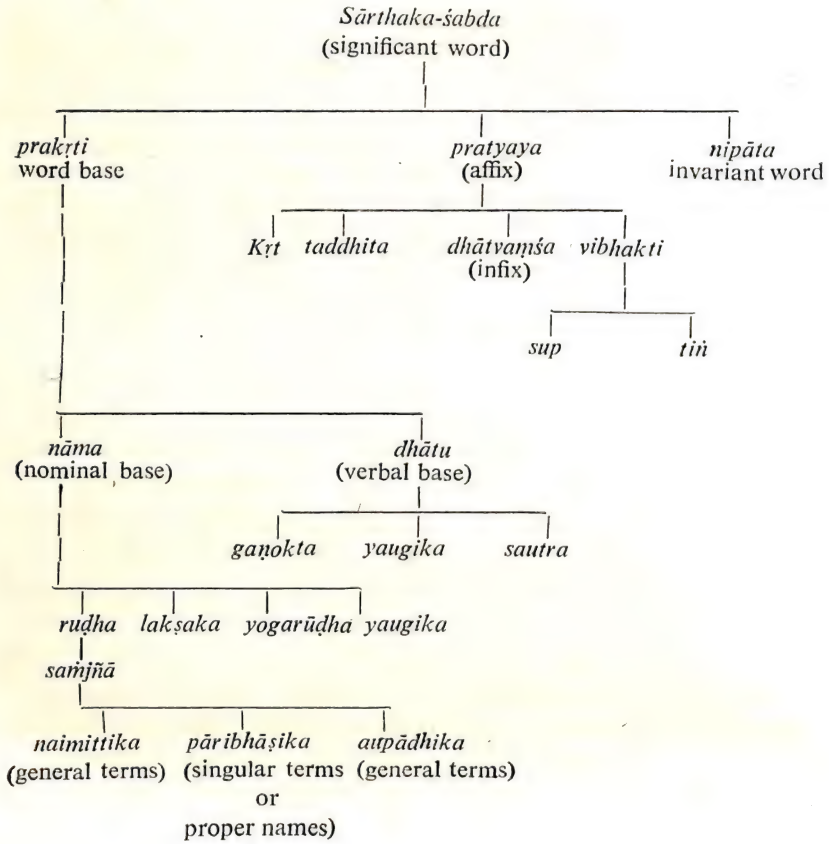 Sārthaka-śabda
(significant word)
prakṛti pratyaya nipāta
word base (affix) invariant word
Kṛt taddhita dhātvaṃśa vibhakti
(infix)
sup tiṅ
nāma dhātu
(nominal base) (verbal base)
gaṇokta yaugika sautra
ruḍha lakṣaka yogarūḍha yaugika
saṁjñā
naimittika pāribhāṣika aupādhika
(general terms) (singular terms (general terms)
or
proper names)